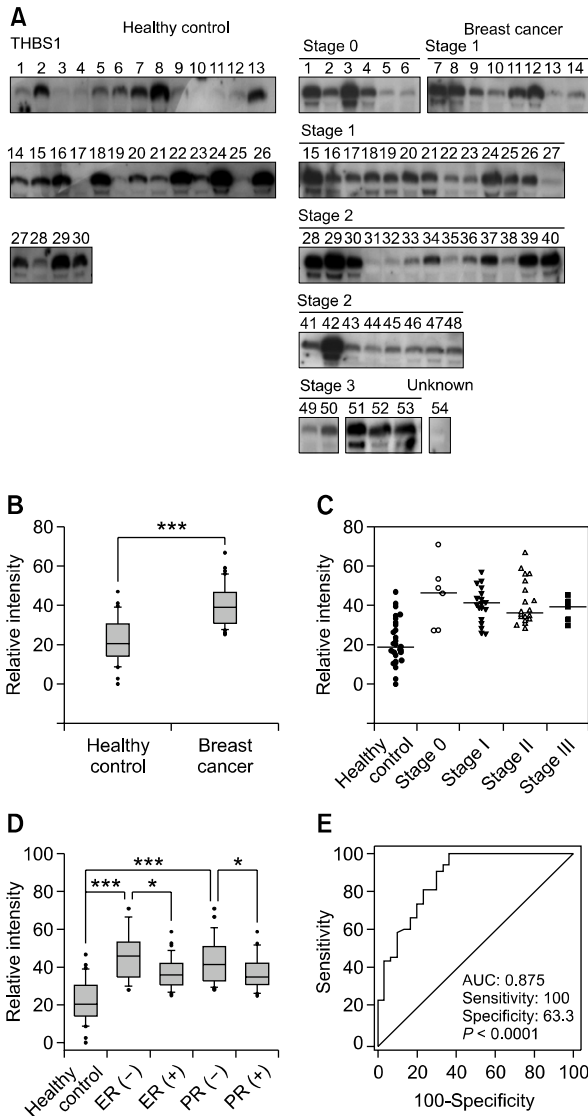 A
Healthy control
Breast cancer
THBS1
Stage 0
Stage 1
1 2 3 4 5 6 7 8 9 10 11 12 13
1 2 3 4 5 6
7 8 9 10 11 12 13 14
Stage 1
14 15 16 17 18 19 20 21 22 23 24 25 26
15 16 17 18 19 20 21 22 23 24 25 26 27
Stage 2
27 28 29 30
28 29 30 31 32 33 34 35 36 37 38 39 40
Stage 2
41 42 43 44 45 46 47 48
Stage 3
Unknown
49 50 51 52 53 54
B
***
80
60
40
20
0
Relative intensity
Healthy control
Breast cancer
C
80
60
40
20
0
Relative intensity
Healthy control
Stage 0
Stage I
Stage II
Stage III
D
100
80
60
40
20
0
Relative intensity
***
***
*
*
Healthy control
ER (−)
ER (+)
PR (−)
PR (+)
E
100
80
60
40
20
0
Sensitivity
AUC: 0.875
Sensitivity: 100
Specificity: 63.3
P < 0.0001
0 20 40 60 80 100
100-Specificity